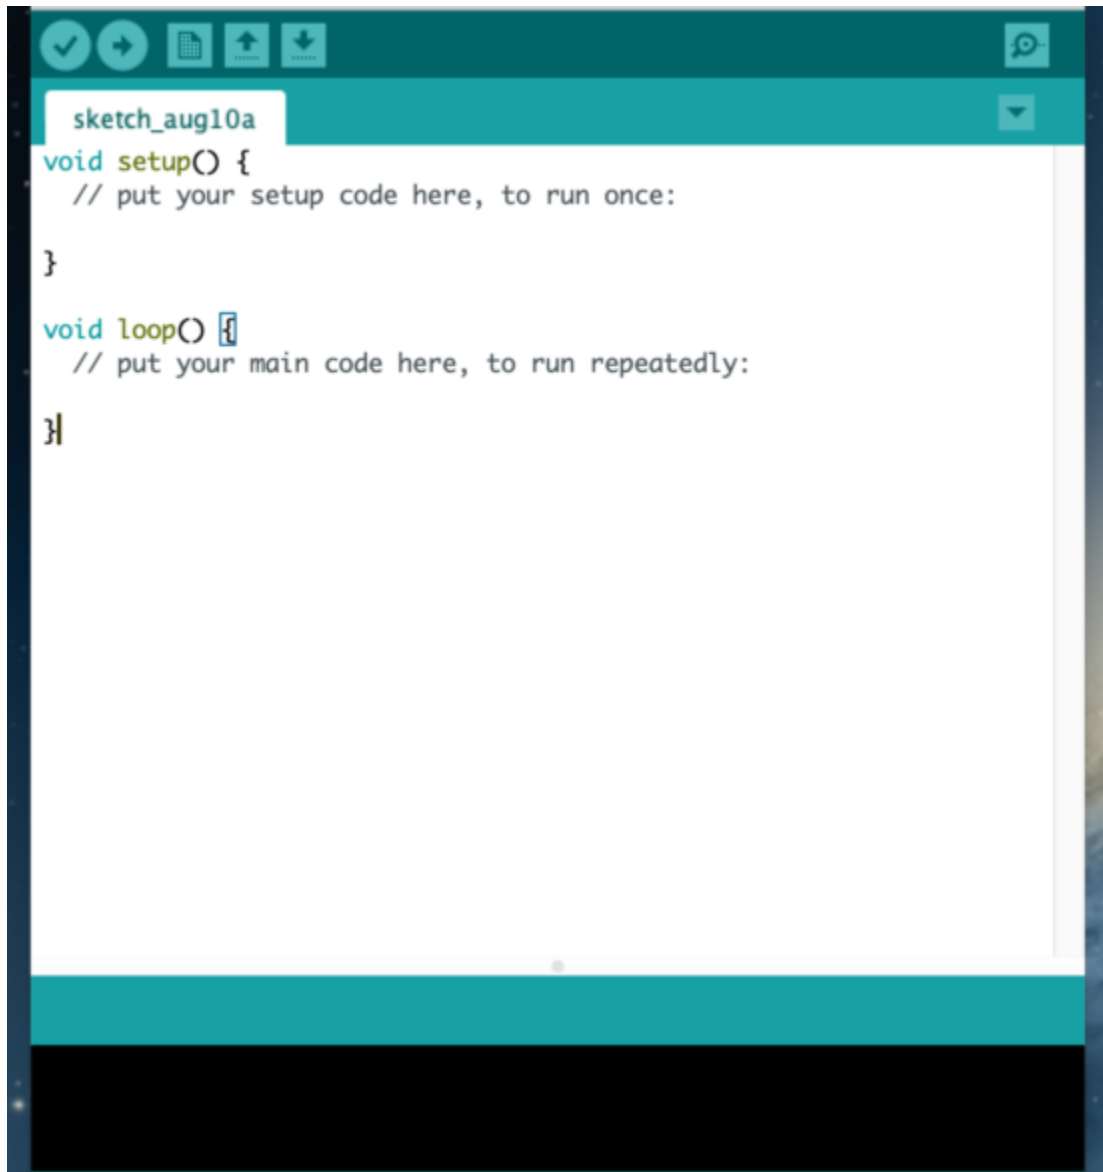 sketch_aug10a
void setup() {
  // put your setup code here, to run once:
}
void loop() {
  // put your main code here, to run repeatedly:
}